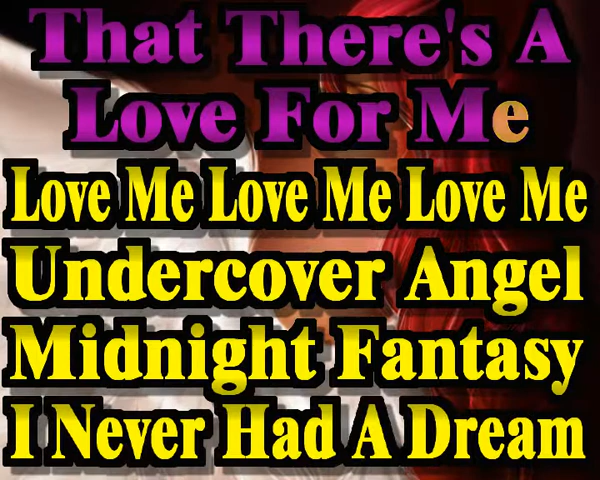 That There's A
Love For Me
Love Me Love Me Love Me
Undercover Angel
Midnight Fantasy
I Never Had A Dream